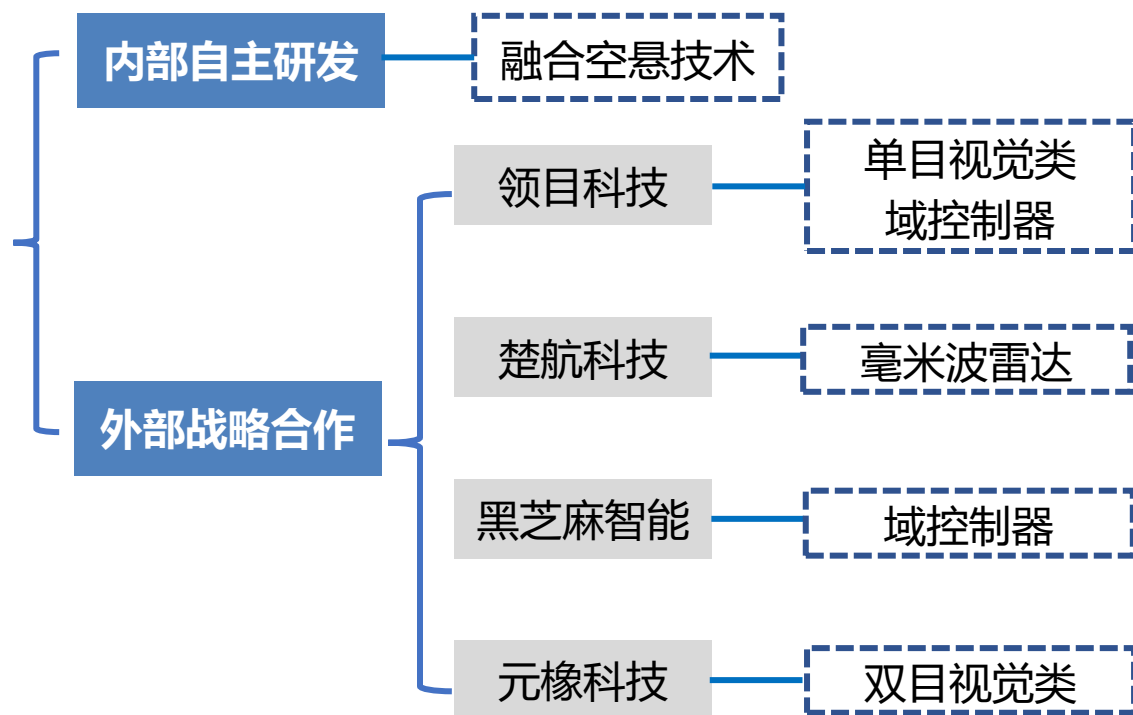 内部自主研发
融合空悬技术
领目科技
单目视觉类
域控制器
楚航科技
毫米波雷达
外部战略合作
黑芝麻智能
域控制器
元橡科技
双目视觉类